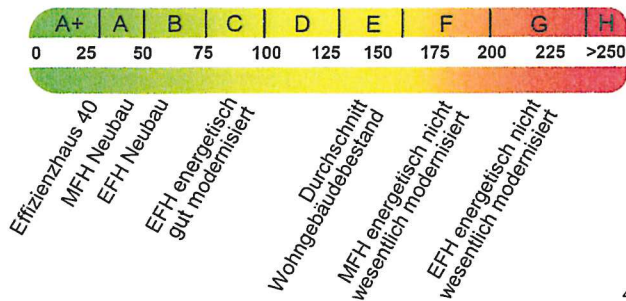 A+ A B C D E F G H
0 25 50 75 100 125 150 175 200 225 >250
Effizienzhaus 40
MFH Neubau
EFH Neubau
EFH energetisch
gut modernisiert
Durchschnitt
Wohngebäudebestand
MFH energetisch nicht
wesentlich modernisiert
EFH energetisch nicht
wesentlich modernisiert